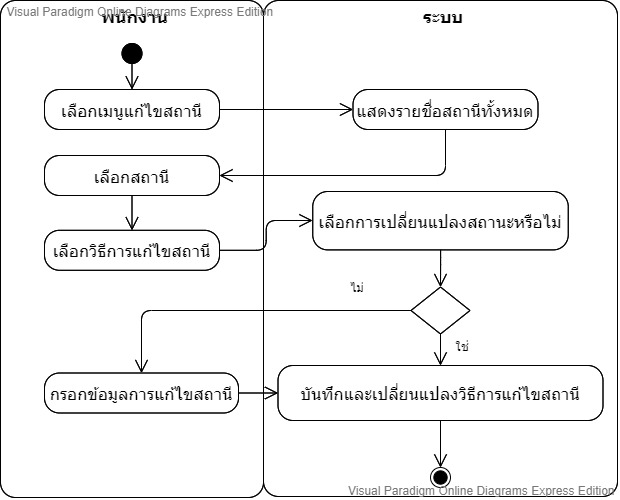 Visual Paradigm Online Diagrams Express Edition
พนักงาน
ระบบ
เลือกเมนูแก้ไขสถานี
แสดงรายชื่อสถานีทั้งหมด
เลือกสถานี
เลือกการเปลี่ยนแปลงสถานะหรือไม่
เลือกวิธีการแก้ไขสถานี
ไม่
ใช่
กรอกข้อมูลการแก้ไขสถานี
บันทึกและเปลี่ยนแปลงวิธีการแก้ไขสถานี
Visual Paradigm Online Diagrams Express Edition